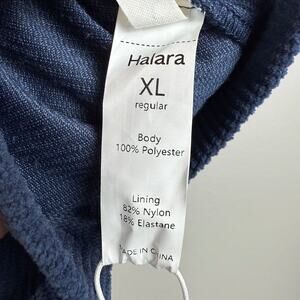 Halara
XL
regular
Body
100% Polyester
Lining
82% Nylon
18% Elastane
MADE IN CHINA